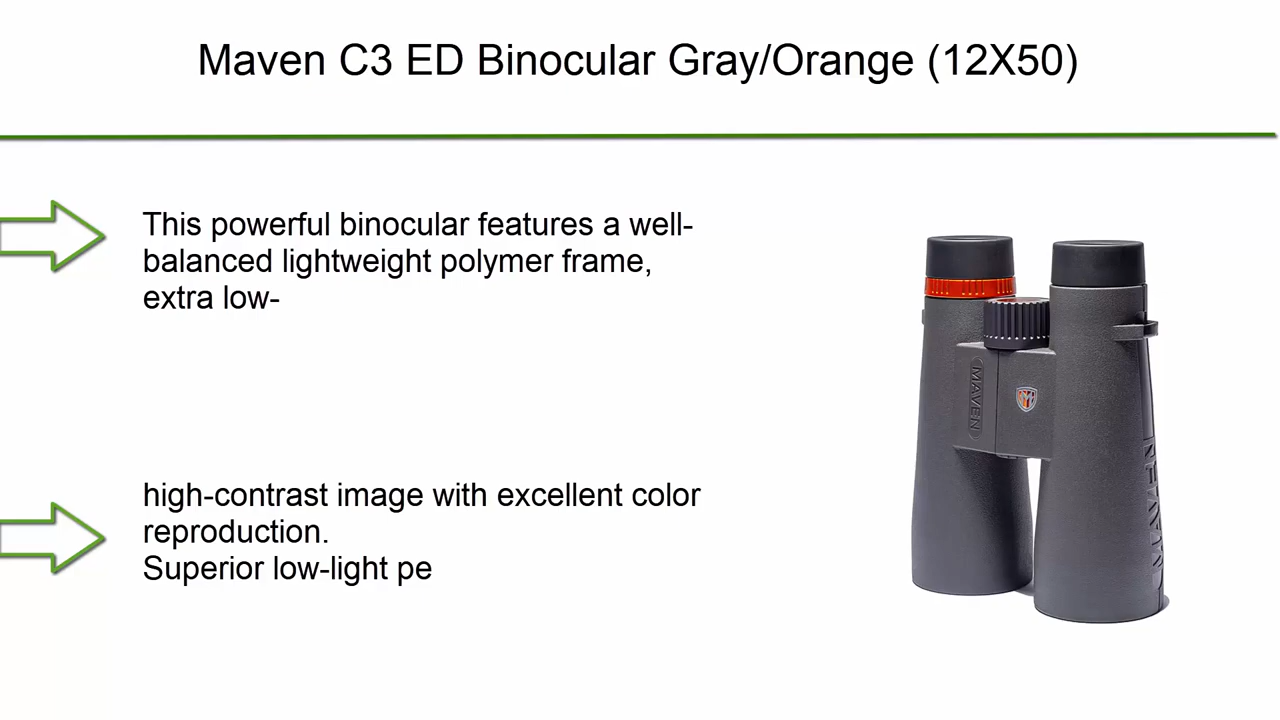 Maven C3 ED Binocular Gray/Orange (12X50)
This powerful binocular features a well-
balanced lightweight polymer frame,
extra low-
high-contrast image with excellent color
reproduction.
Superior low-light pe
MAVEN
MAVEN